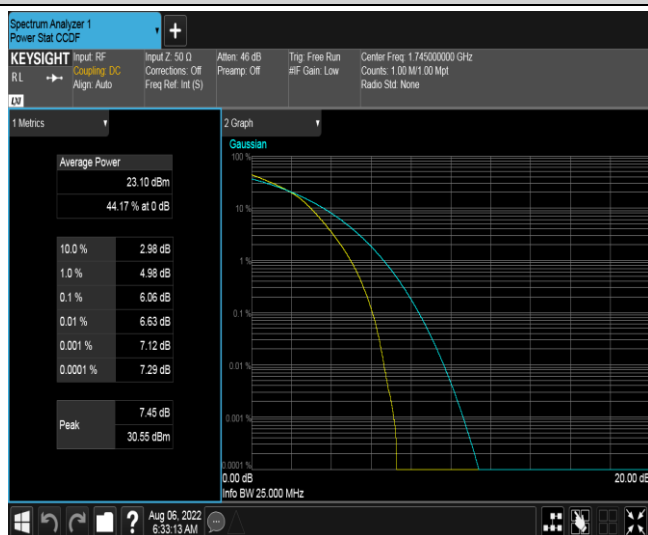 Spectrum Analyzer 1
Power Stat CCDF
+
KEYSIGHT
RL
LXI
Input: RF
Coupling: DC
Align: Auto
Input Z: 50 Ω
Corrections: Off
Freq Ref: Int (S)
Atten: 46 dB
Preamp: Off
Trig: Free Run
#IF Gain: Low
Center Freq: 1.745000000 GHz
Counts: 1.00 M/1.00 Mpt
Radio Std: None
1 Metrics
Average Power
23.10 dBm
44.17 % at 0 dB
10.0 % 2.98 dB
1.0 % 4.98 dB
0.1 % 6.06 dB
0.01 % 6.63 dB
0.001 % 7.12 dB
0.0001 % 7.29 dB
Peak
7.45 dB
30.55 dBm
2 Graph
Gaussian
100 %
10 %
1 %
0.1 %
0.01 %
0.001 %
0.0001 %
0.00 dB
20.00 dB
Info BW 25.000 MHz
?
Aug 06, 2022
6:33:13 AM